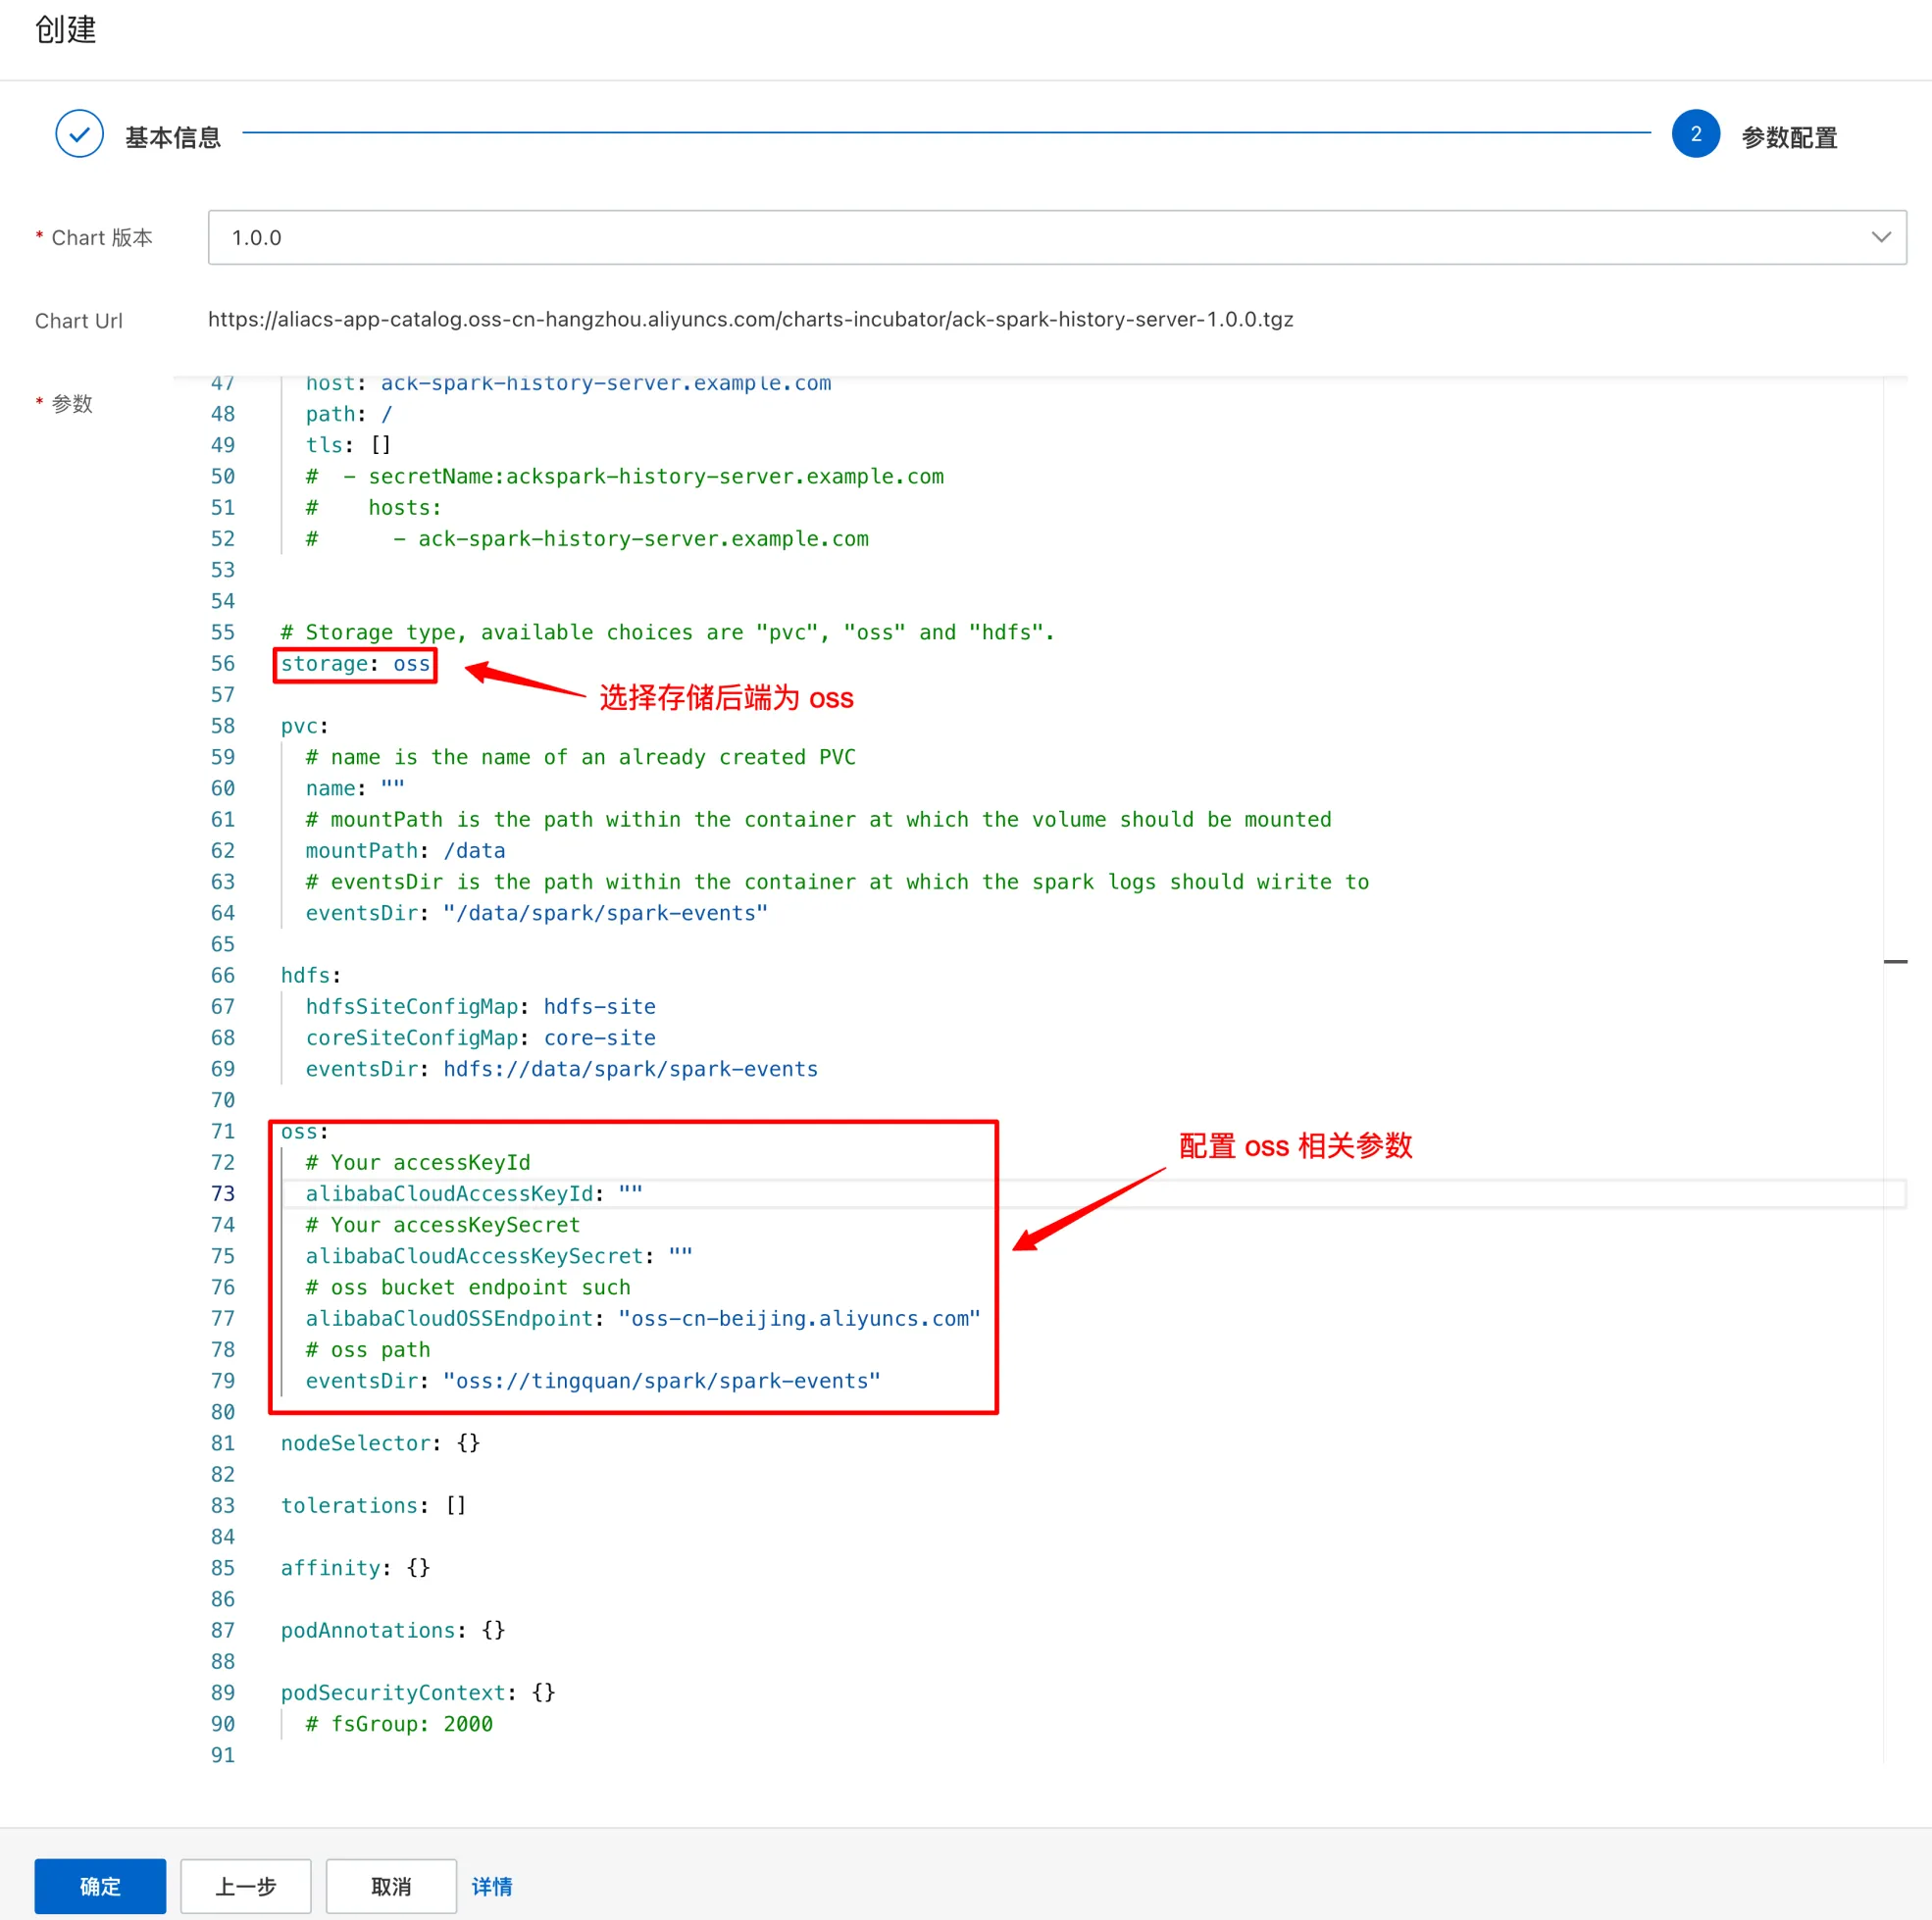 创建
基本信息
2 参数配置
* Chart 版本 1.0.0
Chart Url https://aliacs-app-catalog.oss-cn-hangzhou.aliyuncs.com/charts-incubator/ack-spark-history-server-1.0.0.tgz
* 参数
47 host: ack-spark-history-server.example.com
48 path: /
49 tls: []
50 #  - secretName:ackspark-history-server.example.com
51 #    hosts:
52 #      - ack-spark-history-server.example.com
53
54
55 # Storage type, available choices are "pvc", "oss" and "hdfs".
56 storage: oss
选择存储后端为 oss
57
58 pvc:
59 # name is the name of an already created PVC
60 name: ""
61 # mountPath is the path within the container at which the volume should be mounted
62 mountPath: /data
63 # eventsDir is the path within the container at which the spark logs should wirite to
64 eventsDir: "/data/spark/spark-events"
65
66 hdfs:
67 hdfsSiteConfigMap: hdfs-site
68 coreSiteConfigMap: core-site
69 eventsDir: hdfs://data/spark/spark-events
70
71 oss:
配置 oss 相关参数
72 # Your accessKeyId
73 alibabaCloudAccessKeyId: ""
74 # Your accessKeySecret
75 alibabaCloudAccessKeySecret: ""
76 # oss bucket endpoint such
77 alibabaCloudOSSEndpoint: "oss-cn-beijing.aliyuncs.com"
78 # oss path
79 eventsDir: "oss://tingquan/spark/spark-events"
80
81 nodeSelector: {}
82
83 tolerations: []
84
85 affinity: {}
86
87 podAnnotations: {}
88
89 podSecurityContext: {}
90 # fsGroup: 2000
91
确定 上一步 取消 详情